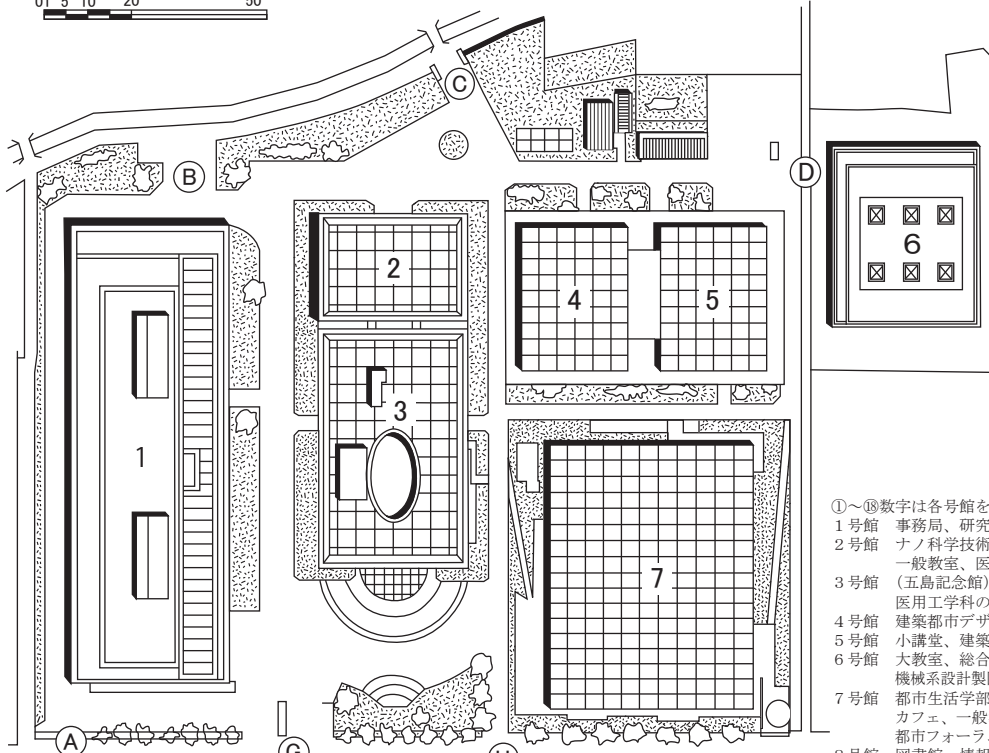 01 5 10 20 50
C
B
D
2
6
4
5
3
1
7
①～⑱数字は各号館を
1号館 事務局、研究
2号館 ナノ科学技術
一般教室、医
3号館 (五島記念館)
医用工学科の
4号館 建築都市デザ
5号館 小講堂、建築
6号館 大教室、総合
機械系設計製
7号館 都市生活学部
カフェ、一般
都市フォーラ
A
G